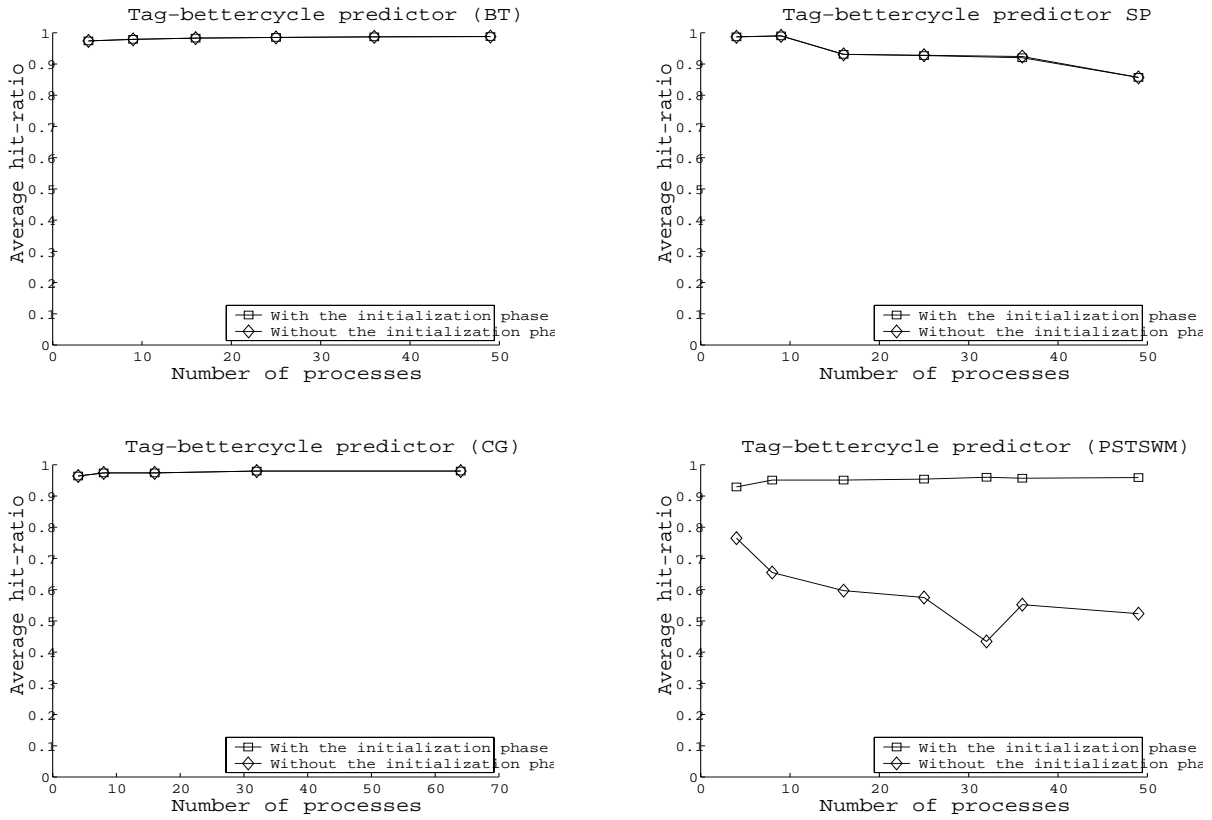 Tag-bettercycle predictor (BT)
1
0.9
0.8
0.7
0.6
0.5
0.4
0.3
0.2
0.1
0
Average hit-ratio
With the initialization phase
Without the initialization pha
0 10 20 30 40 50
Number of processes
Tag-bettercycle predictor SP
1
0.9
0.8
0.7
0.6
0.5
0.4
0.3
0.2
0.1
0
Average hit-ratio
With the initialization phase
Without the initialization pha
0 10 20 30 40 50
Number of processes
Tag-bettercycle predictor (CG)
1
0.9
0.8
0.7
0.6
0.5
0.4
0.3
0.2
0.1
0
Average hit-ratio
With the initialization phase
Without the initialization pha
0 10 20 30 40 50 60 70
Number of processes
Tag-bettercycle predictor (PSTSWM)
1
0.9
0.8
0.7
0.6
0.5
0.4
0.3
0.2
0.1
0
Average hit-ratio
With the initialization phase
Without the initialization pha
0 10 20 30 40 50
Number of processes